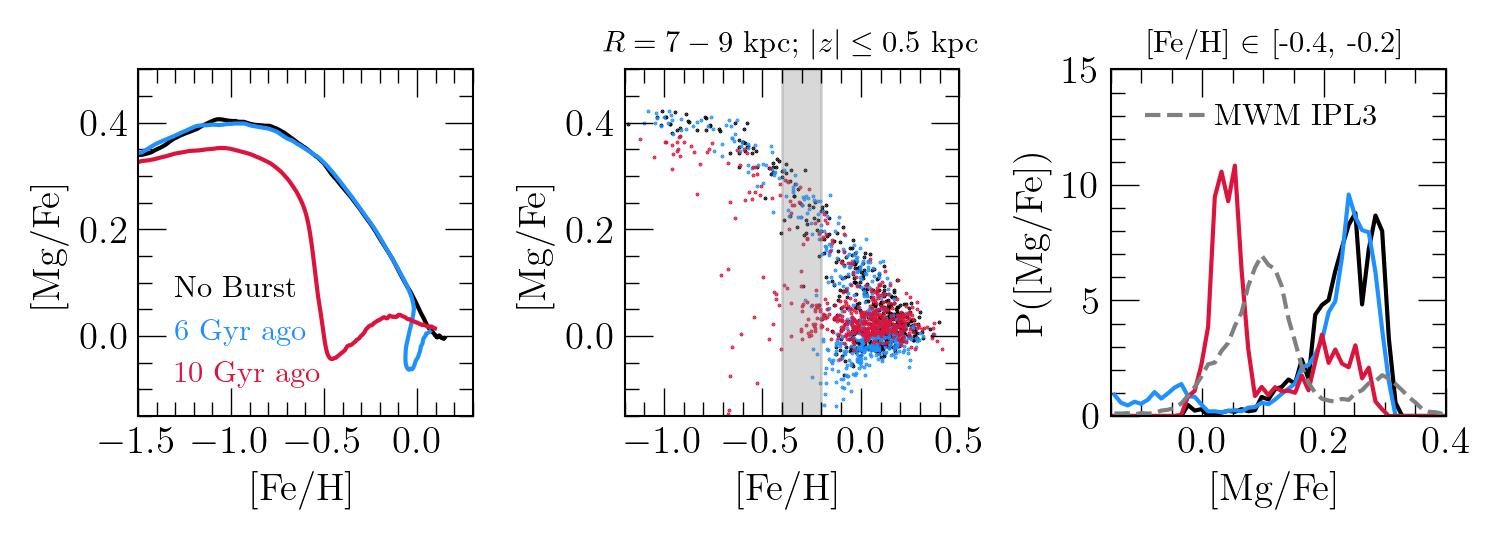 R = 7 − 9 kpc; |z| ≤ 0.5 kpc
[Fe/H] ∈ [-0.4, -0.2]
[Mg/Fe]
0.4
0.2
0.0
No Burst
6 Gyr ago
10 Gyr ago
−1.5 −1.0 −0.5 0.0
[Fe/H]
[Mg/Fe]
0.4
0.2
0.0
−1.0 −0.5 0.0 0.5
[Fe/H]
P([Mg/Fe])
15
10
5
0
MWM IPL3
0.0 0.2 0.4
[Mg/Fe]